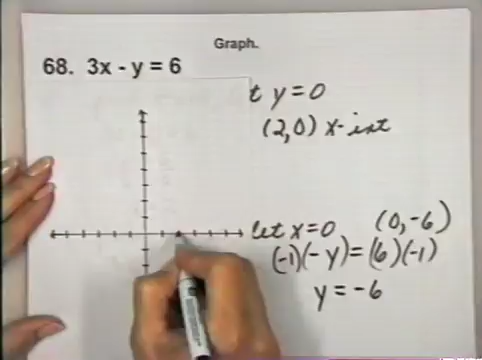 Graph.
68. 3x - y = 6
t y = 0
(2,0) x-int
let x = 0 (0,-6)
(-1)(-y) = (6)(-1)
y = -6